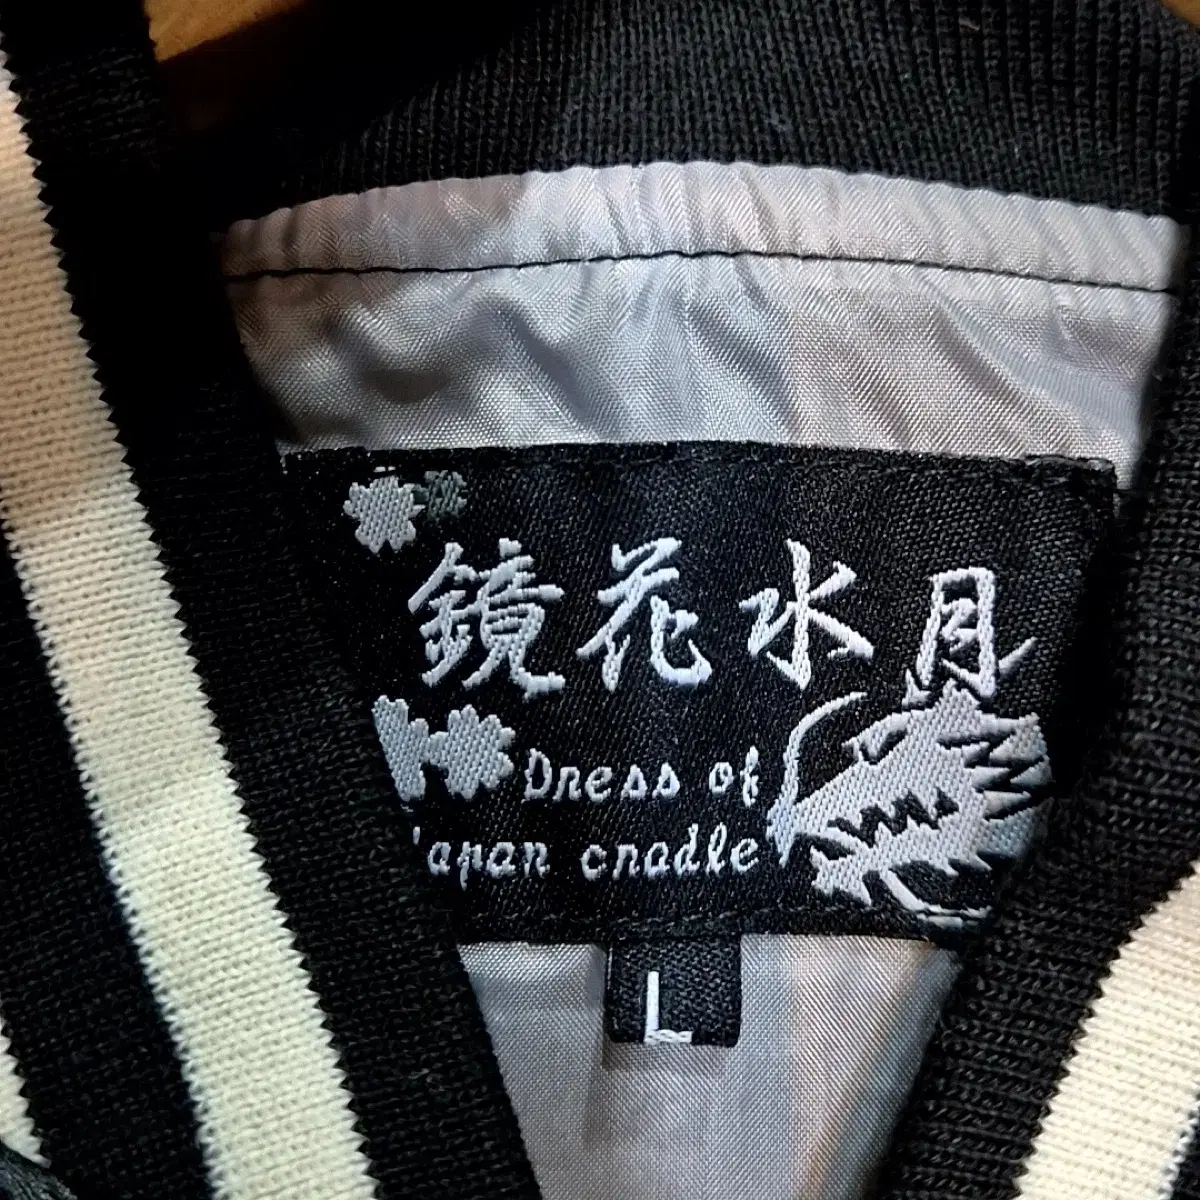 鏡花水月
Dress of
Japan cradle
L